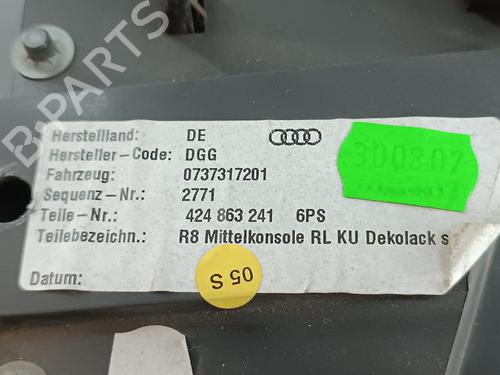 B-PARTS
Herstelland: DE
Hersteller-Code: DGG
Fahrzeug: 0737317201
Sequenz-Nr.: 2771
Teile-Nr.: 424 863 241 6PS
Teilebezeichn.: R8 Mittelkonsole RL KU Dekolack s
Datum:
05 S
300807